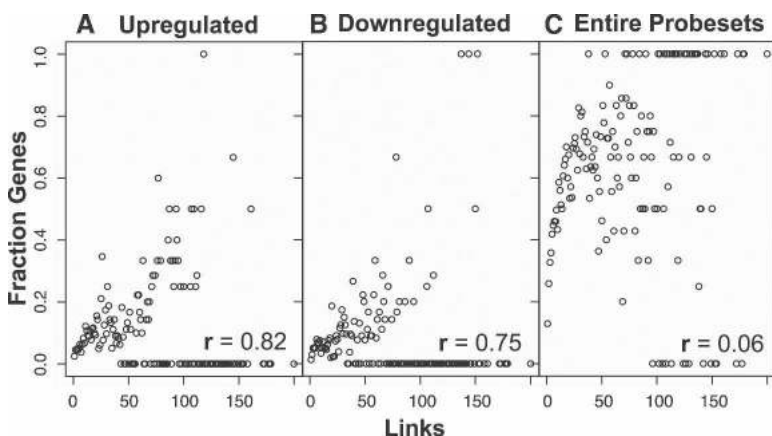 A Upregulated B Downregulated C Entire Probesets
Fraction Genes
1.0
0.8
0.6
0.4
0.2
0.0
r = 0.82 r = 0.75 r = 0.06
0 50 100 150 0 50 100 150 0 50 100 150
Links